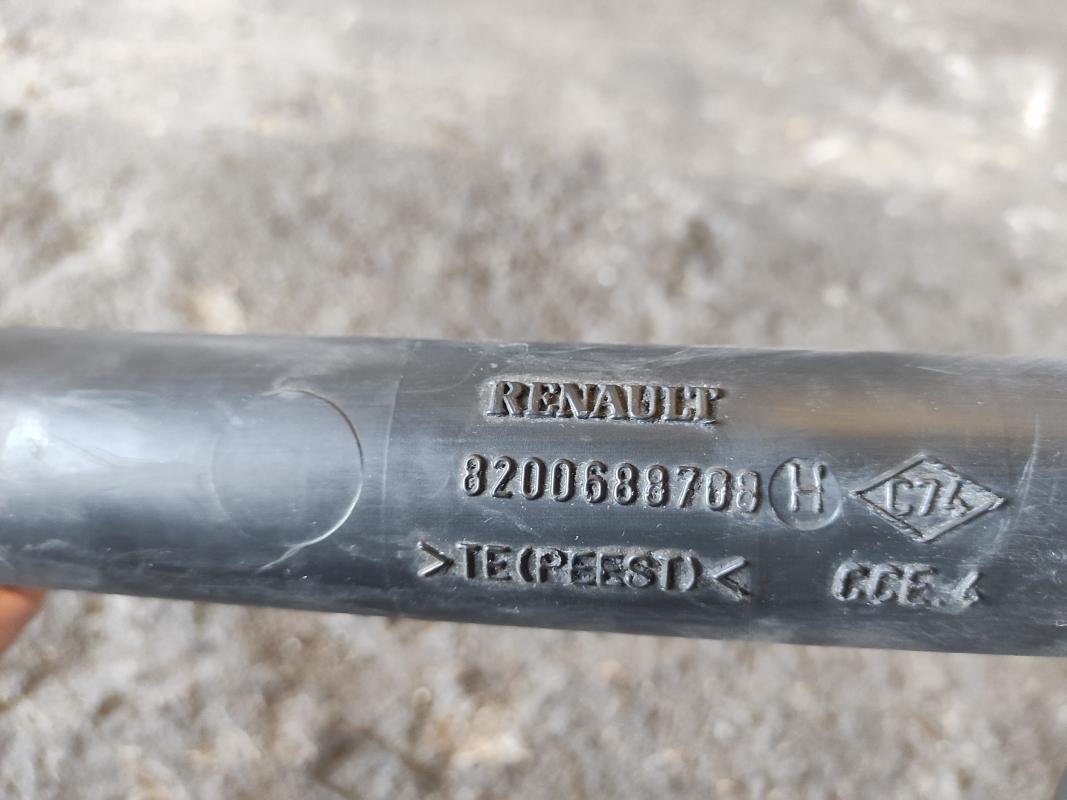 RENAULT
8200688708 H C74
>TE(PEEST)<
CCE.4